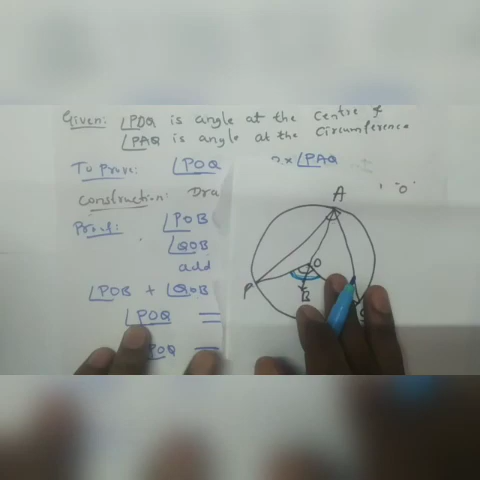 Given: ∠POQ is angle at the Centre &
∠PAQ is angle at the Circumference
To Prove: ∠POQ 2 x ∠PAQ
Construction: Dra 'O'
Proof: ∠POB
∠QOB
add
∠POB + ∠QOB
∠POQ =
POQ =
A
O
P
B